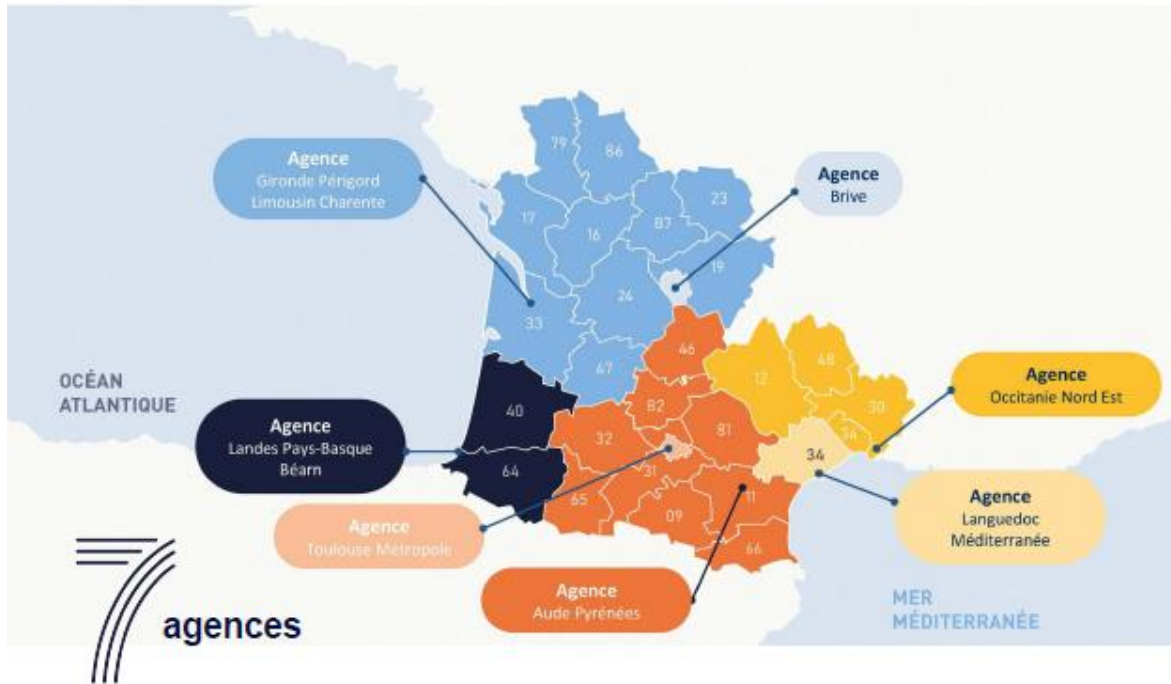 Agence
Gironde Périgord
Limousin Charente
Agence
Brive
79
86
17
16
87
23
19
24
33
47
46
12
48
30
34
OCÉAN
ATLANTIQUE
40
64
82
32
81
31
65
09
11
66
34
Agence
Occitanie Nord Est
Agence
Landes Pays-Basque
Béarn
Agence
Toulouse Métropole
Agence
Languedoc
Méditerranée
Agence
Aude Pyrénées
MER
MÉDITERRANÉE
7
agences